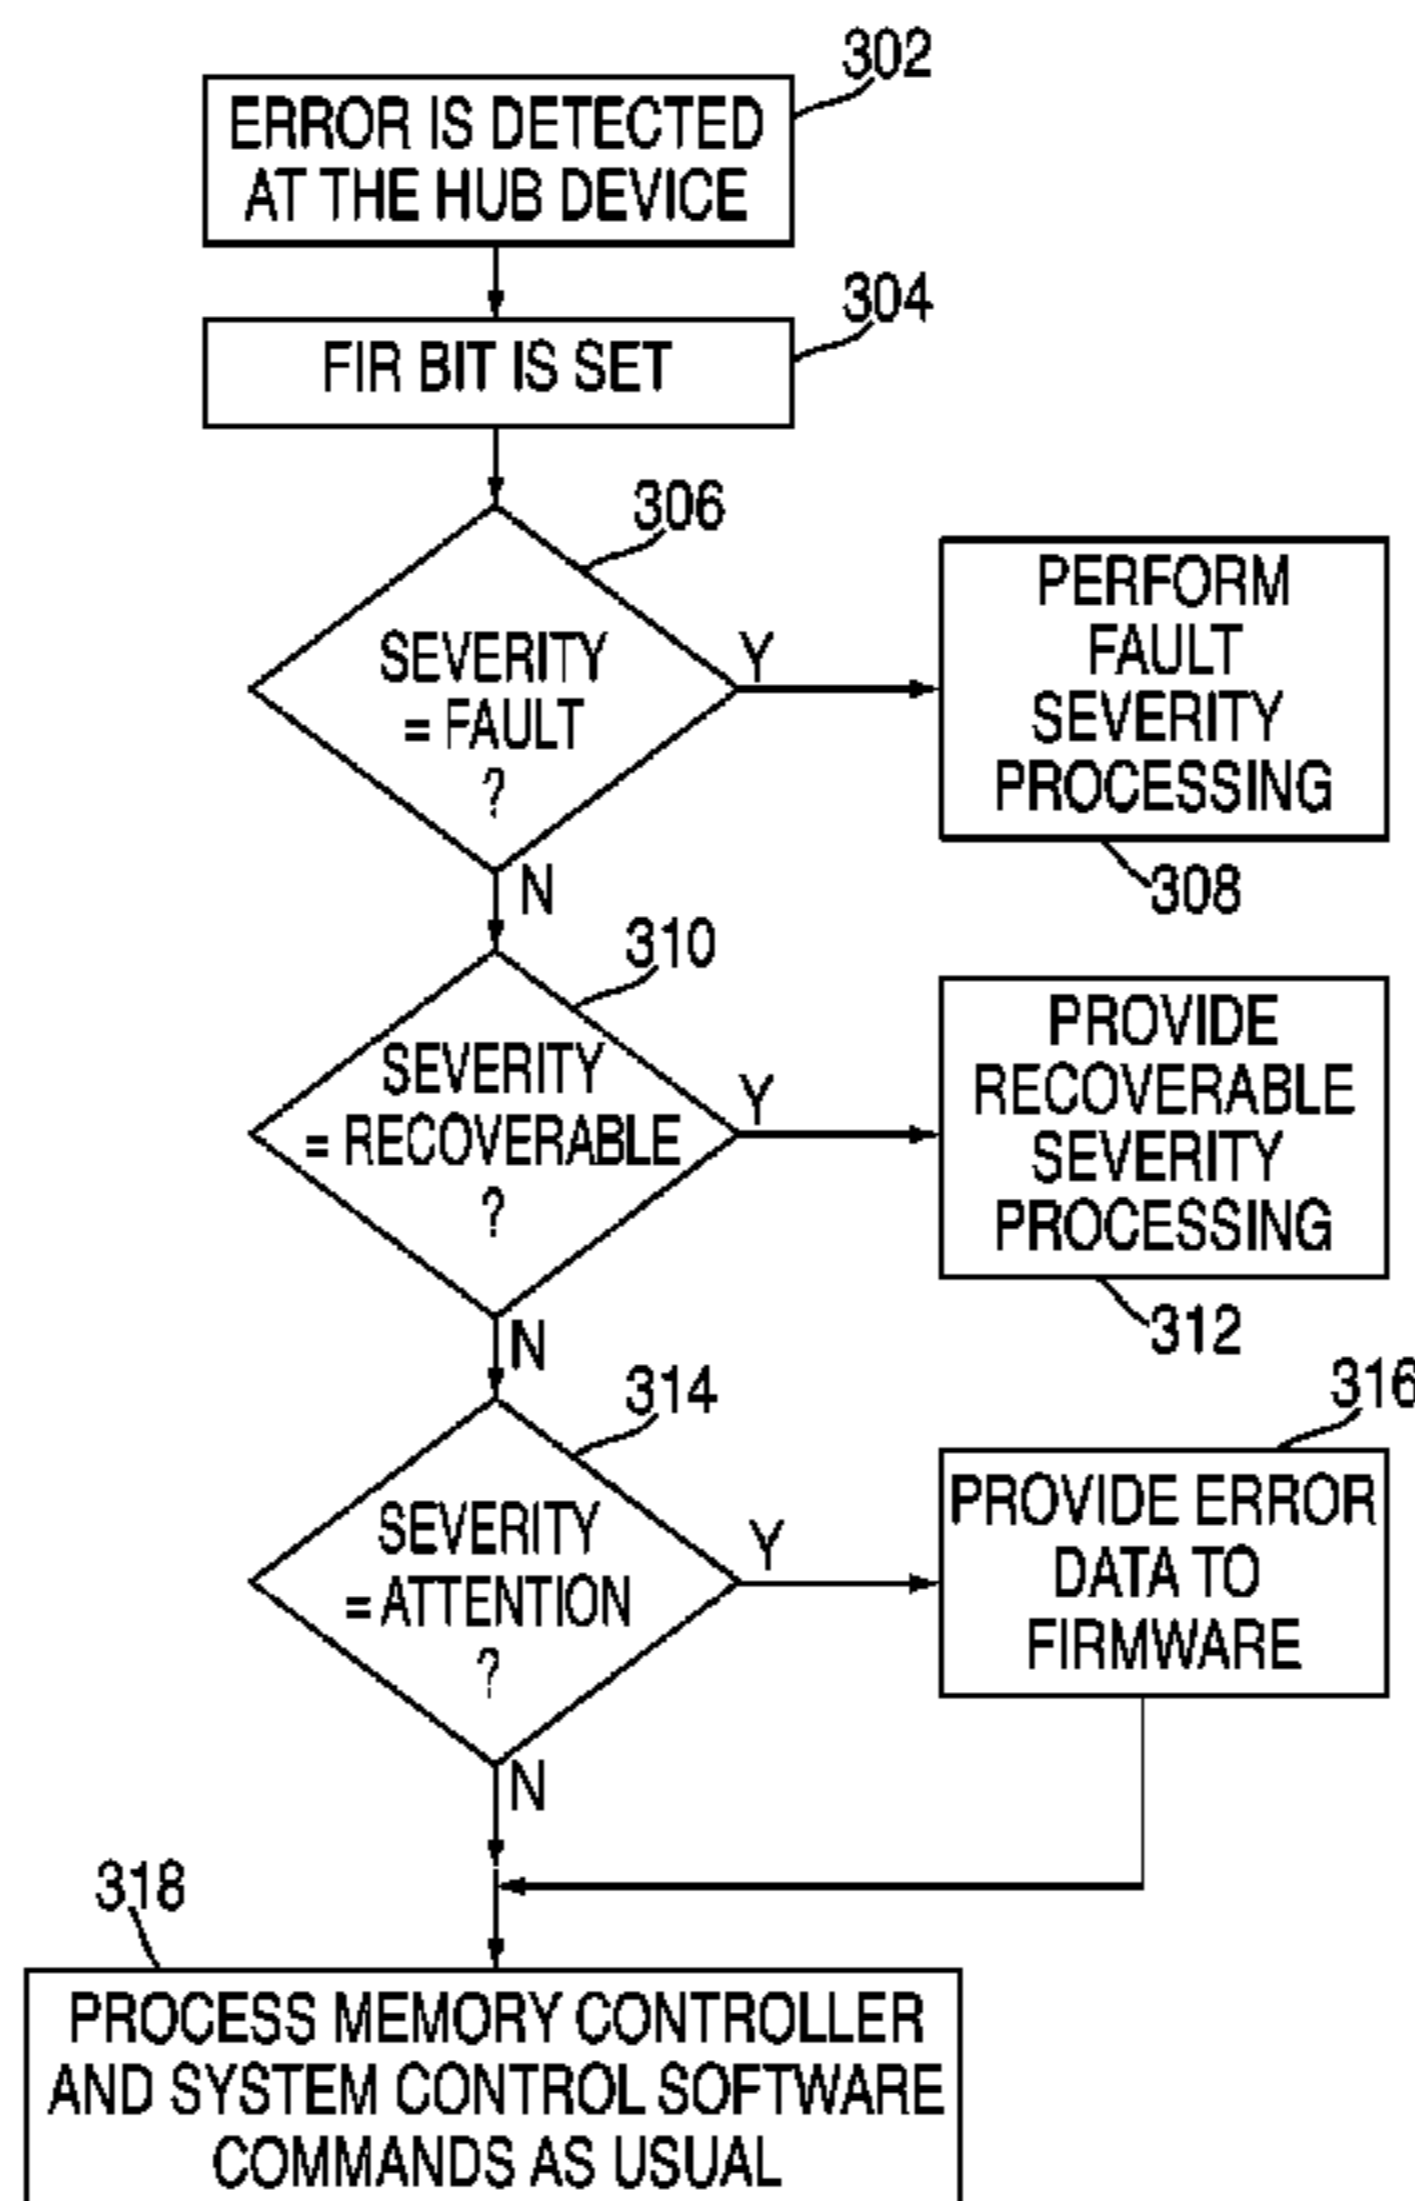 302
ERROR IS DETECTED
AT THE HUB DEVICE
304
FIR BIT IS SET
306
SEVERITY
= FAULT
?
Y
N
PERFORM
FAULT
SEVERITY
PROCESSING
308
310
SEVERITY
= RECOVERABLE
?
Y
N
PROVIDE
RECOVERABLE
SEVERITY
PROCESSING
312
314
SEVERITY
= ATTENTION
?
Y
N
316
PROVIDE ERROR
DATA TO
FIRMWARE
318
PROCESS MEMORY CONTROLLER
AND SYSTEM CONTROL SOFTWARE
COMMANDS AS USUAL